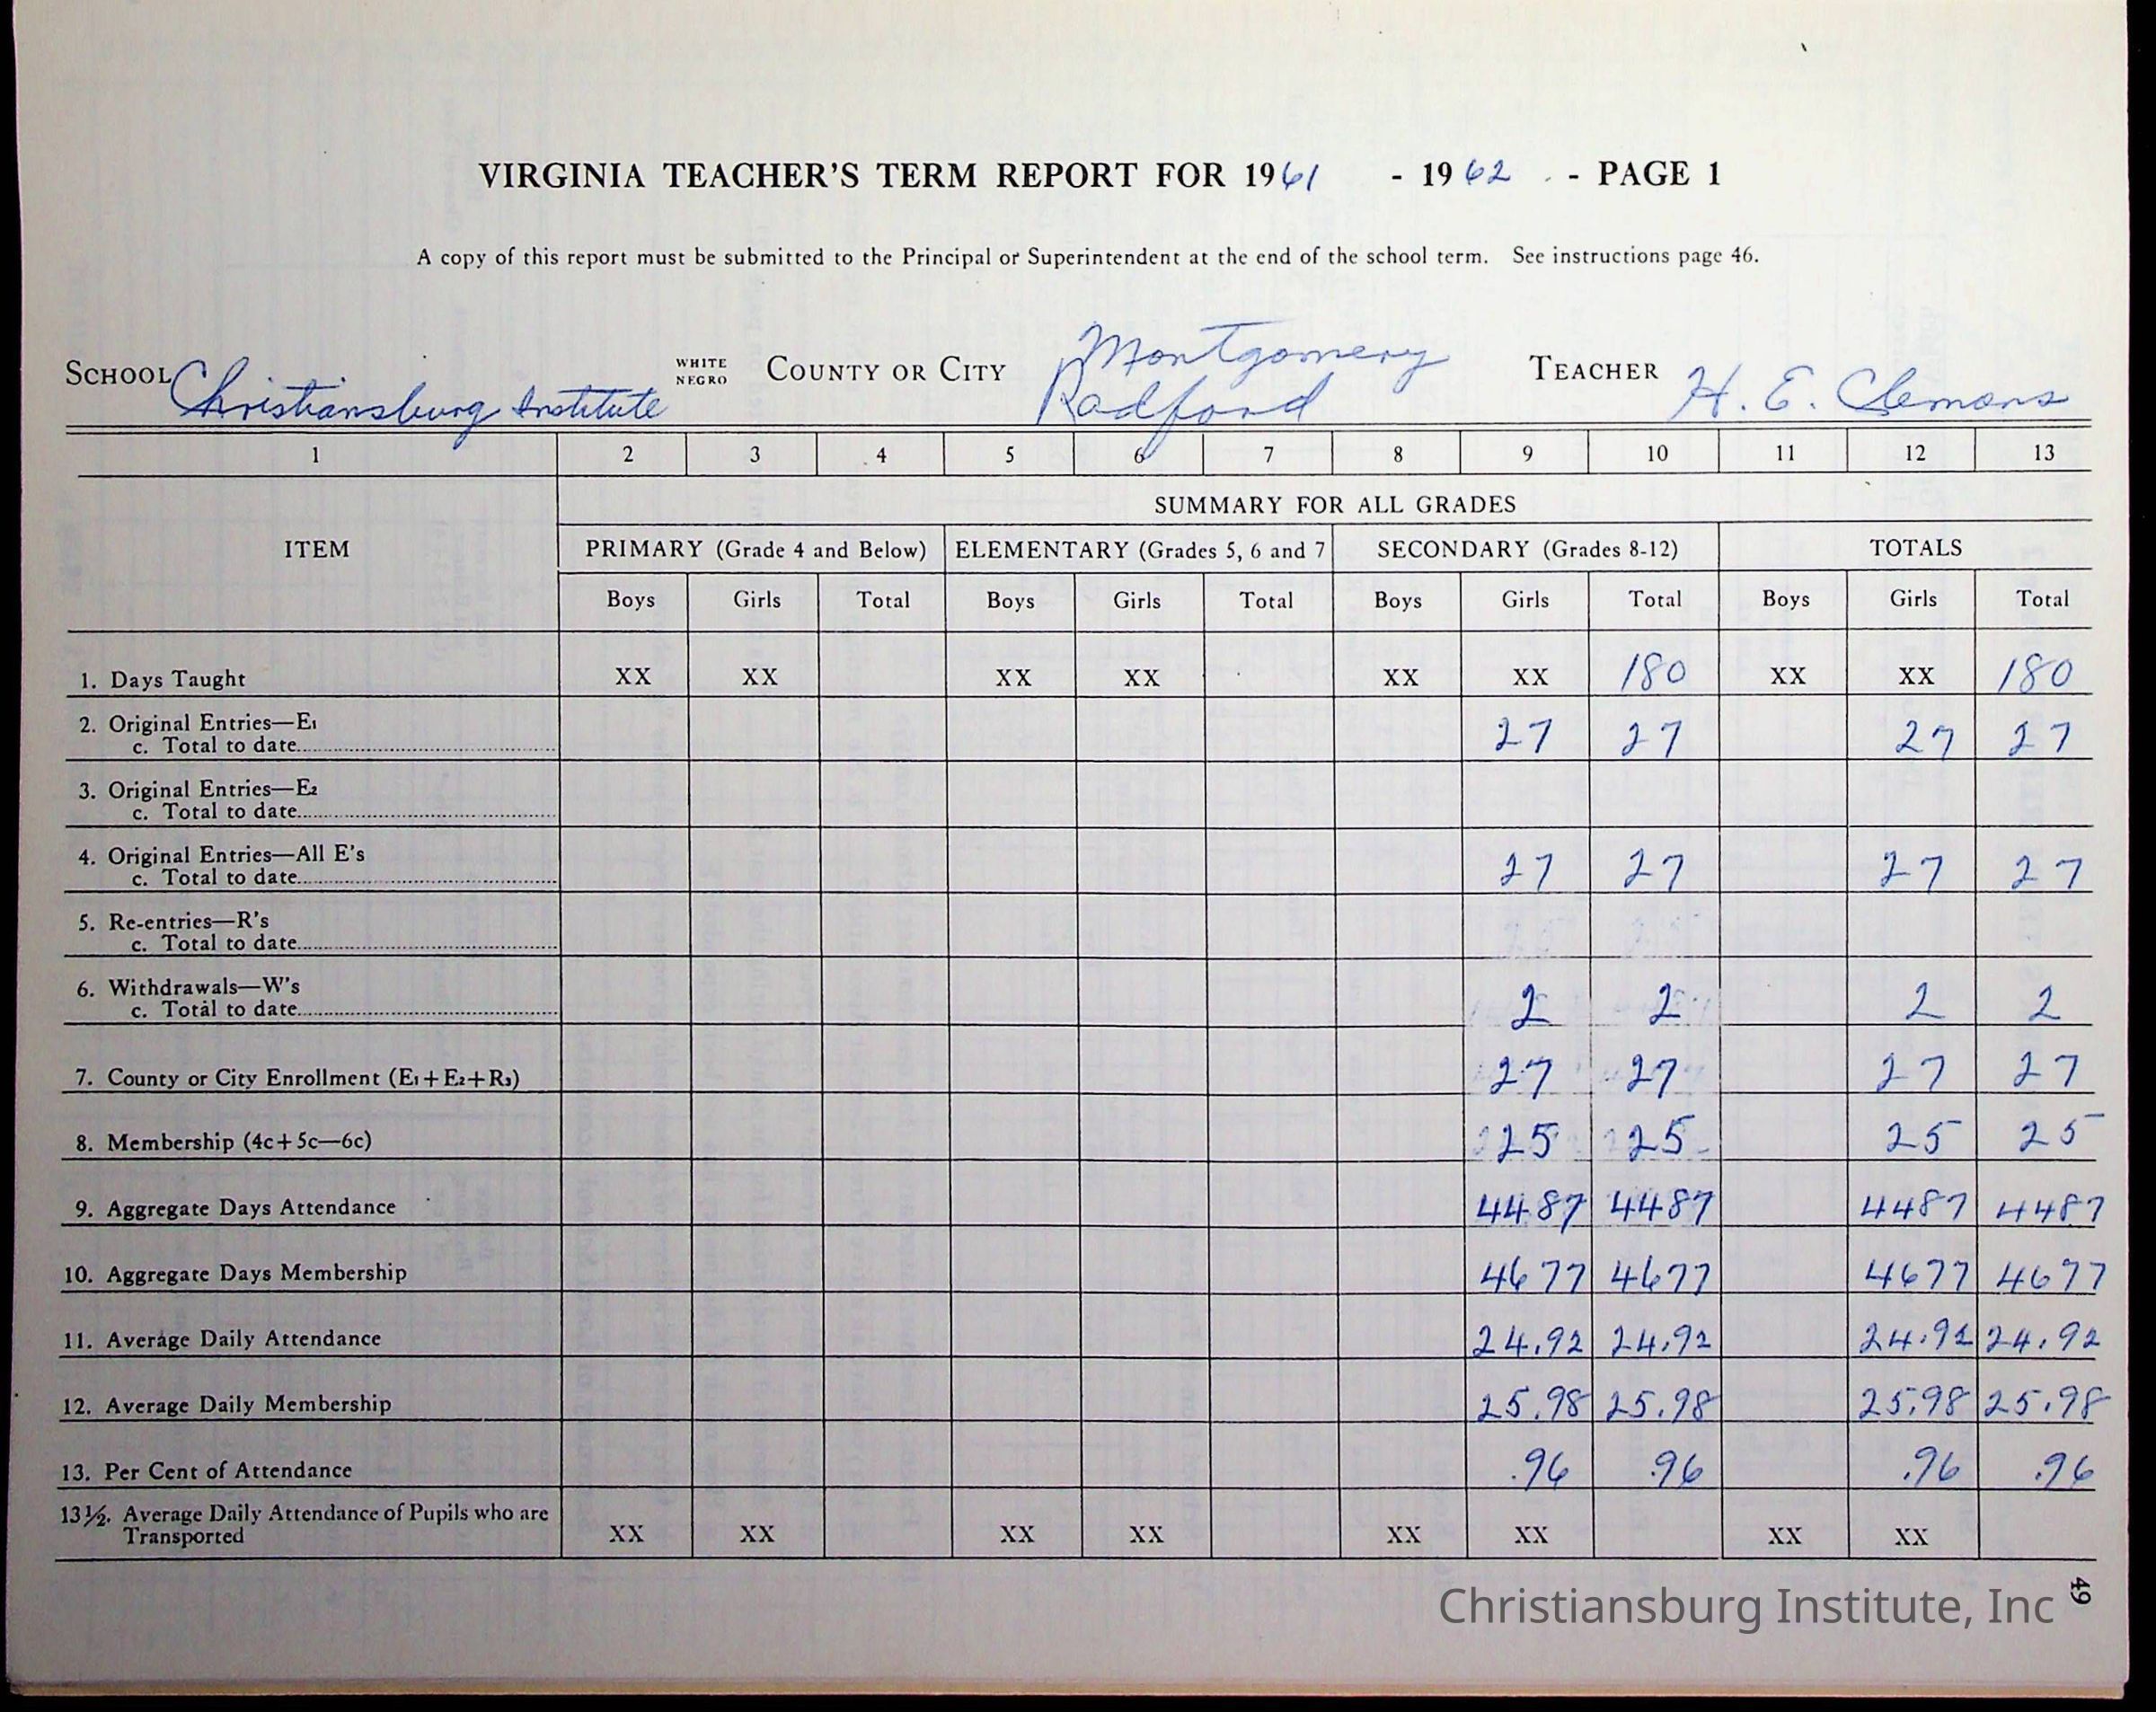 VIRGINIA TEACHER'S TERM REPORT FOR 1961 - 1962 - PAGE 1
A copy of this report must be submitted to the Principal or Superintendent at the end of the school term. See instructions page 46.
SCHOOL Christiansburg Institute WHITE NEGRO COUNTY OR CITY Montgomery Radford TEACHER H. E. Clemons
1 2 3 4 5 6 7 8 9 10 11 12 13
SUMMARY FOR ALL GRADES
ITEM PRIMARY (Grade 4 and Below) ELEMENTARY (Grades 5, 6 and 7 SECONDARY (Grades 8-12) TOTALS
Boys Girls Total Boys Girls Total Boys Girls Total Boys Girls Total
1. Days Taught XX XX XX XX XX XX 180 XX XX 180
2. Original Entries—E1
c. Total to date 27 27 27 27
3. Original Entries—E2
c. Total to date
4. Original Entries—All E's
c. Total to date 27 27 27 27
5. Re-entries—R's
c. Total to date
6. Withdrawals—W's
c. Total to date 2 2 2 2
7. County or City Enrollment (E1+E2+R3) 27 27 27 27
8. Membership (4c+5c—6c) 25 25 25 25
9. Aggregate Days Attendance 4487 4487 4487 4487
10. Aggregate Days Membership 4677 4677 4677 4677
11. Average Daily Attendance 24.92 24.92 24.92 24.92
12. Average Daily Membership 25.98 25.98 25.98 25.98
13. Per Cent of Attendance .96 .96 .96 .96
13½. Average Daily Attendance of Pupils who are
Transported XX XX XX XX XX XX XX XX
49
Christiansburg Institute, Inc